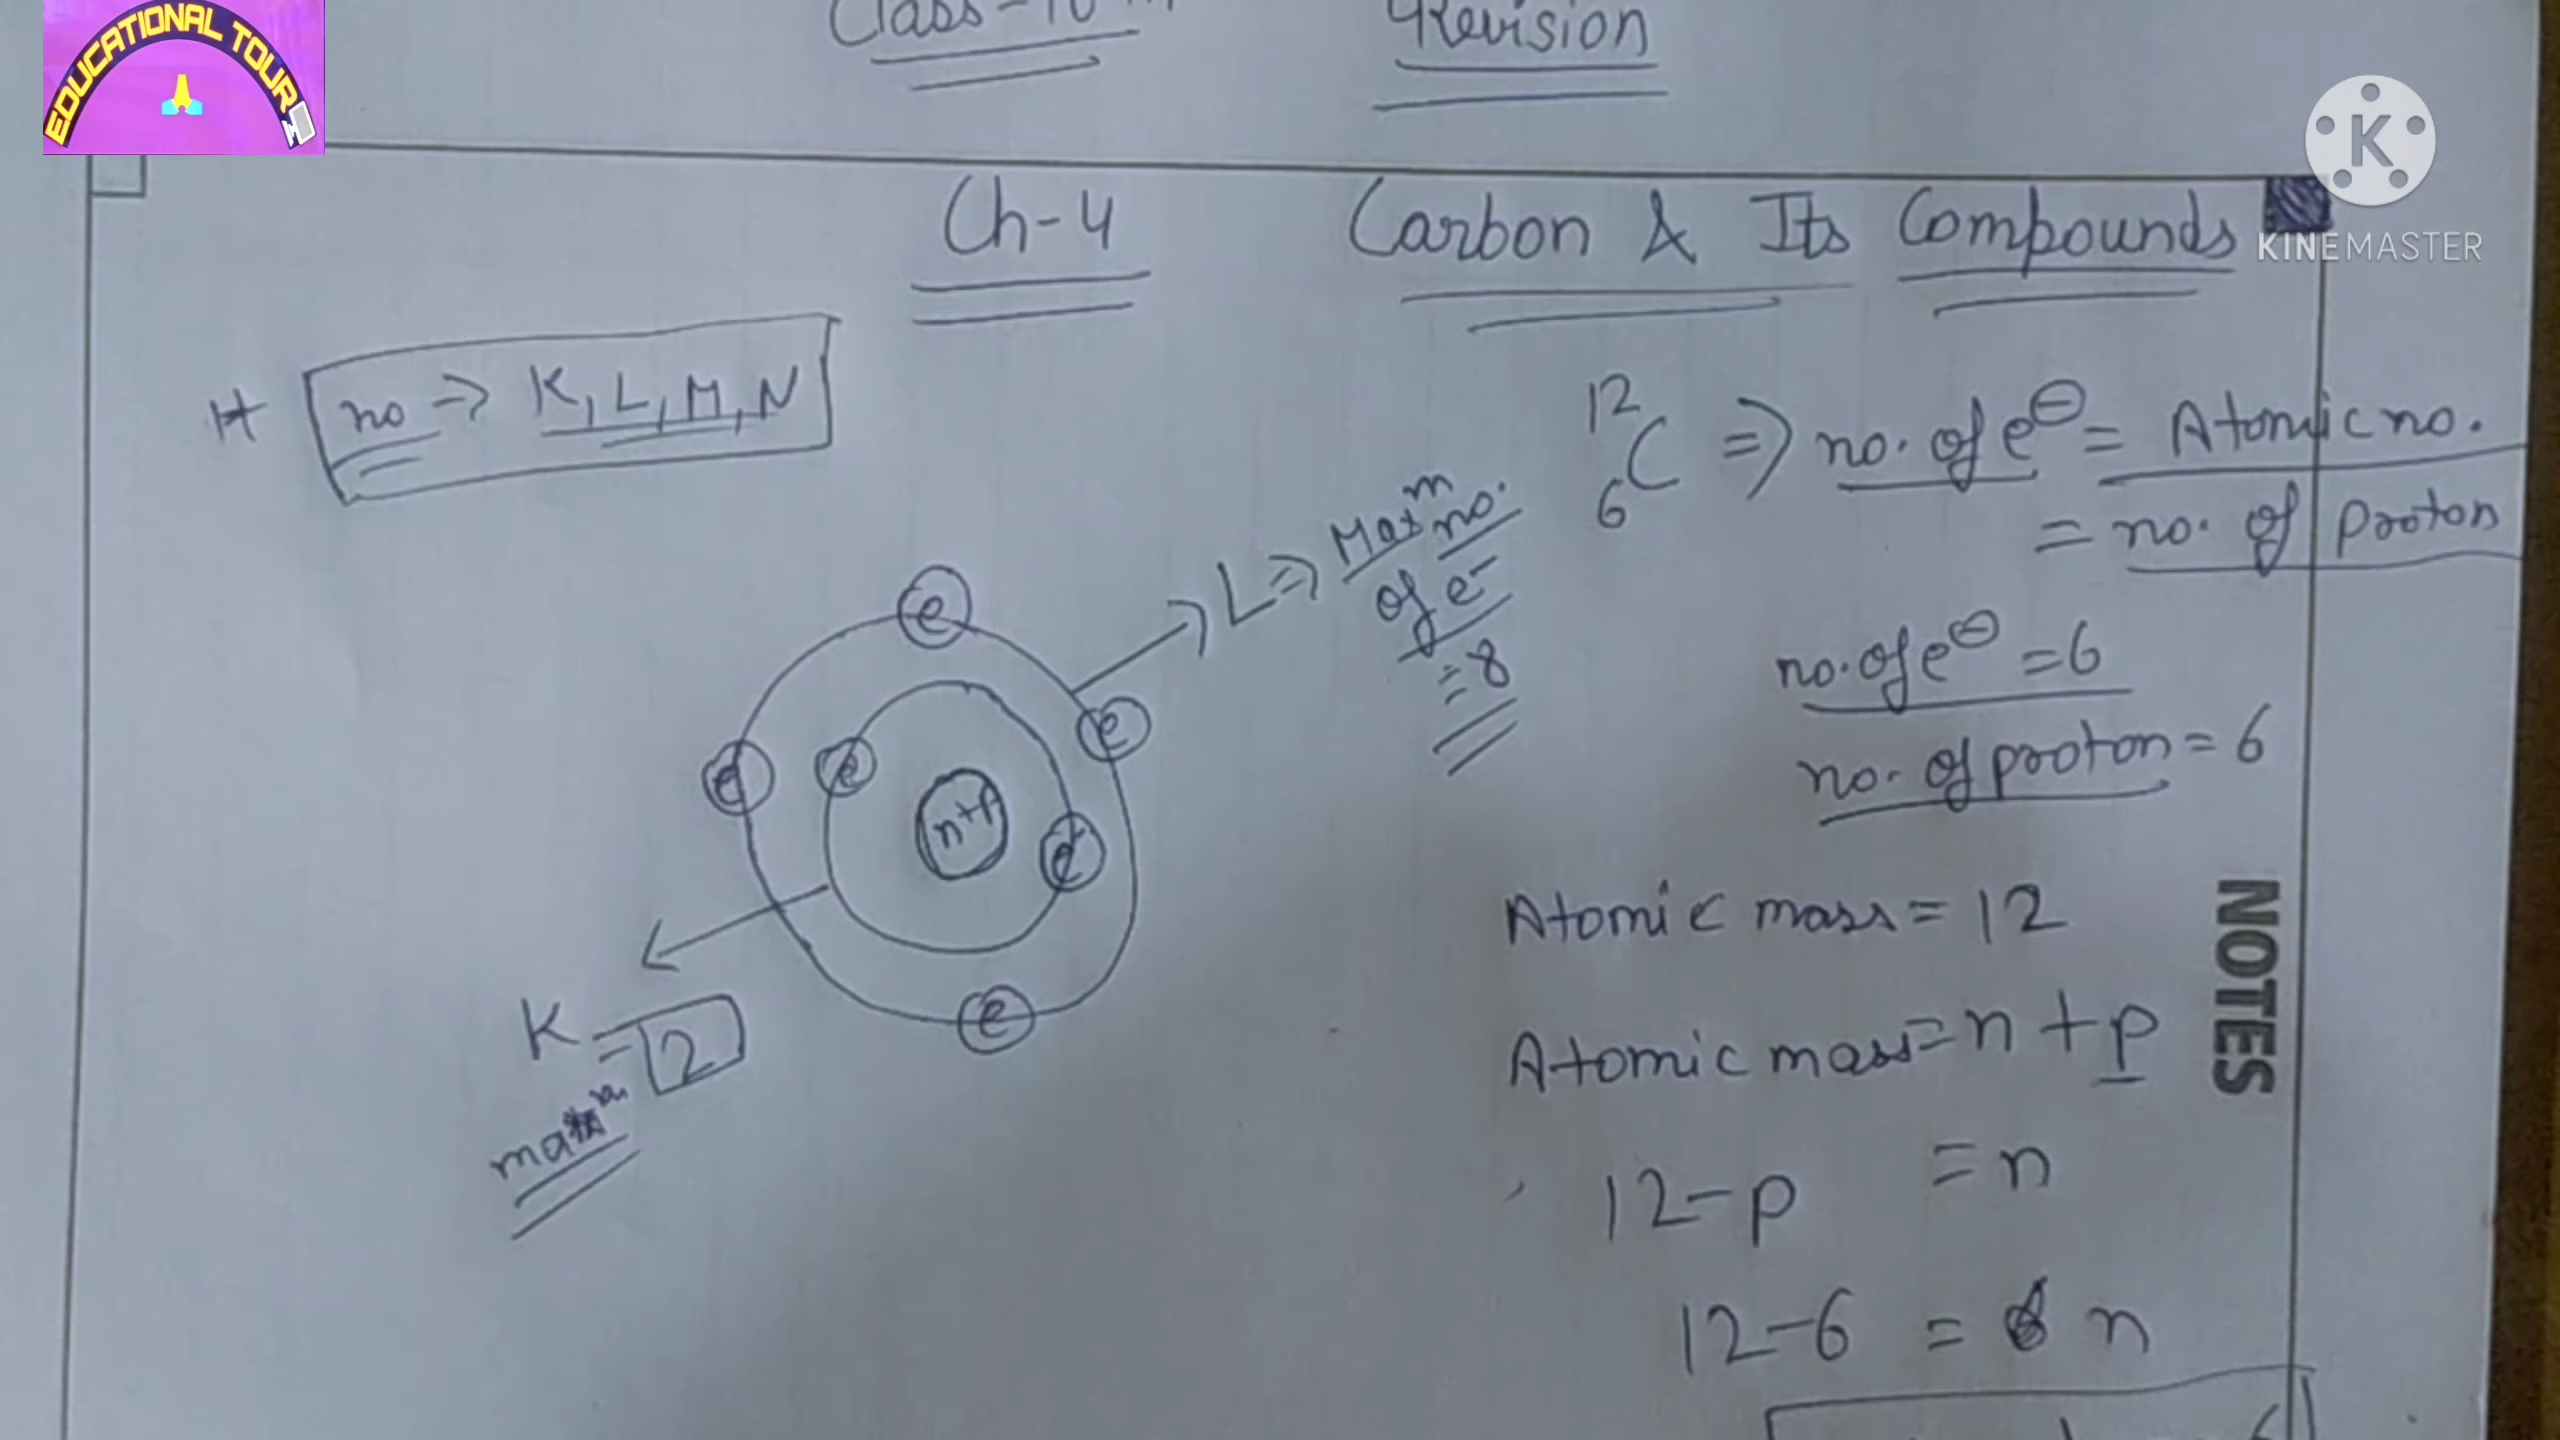 EDUCATIONAL TOUR
Class-10
Revision
KINEMASTER
Ch-4 Carbon & Its Compounds
no => K, L, M, N
12
6 C => no. of e⊖ = Atomic no.
= no. of proton
no. of e⊖ = 6
no. of proton = 6
Atomic mass = 12
Atomic mass = n + p
12 - p = n
12 - 6 = n
L => Maxm no.
of e-
= 8
e
e
e
e
n+p
e
e
K = 2
NOTES